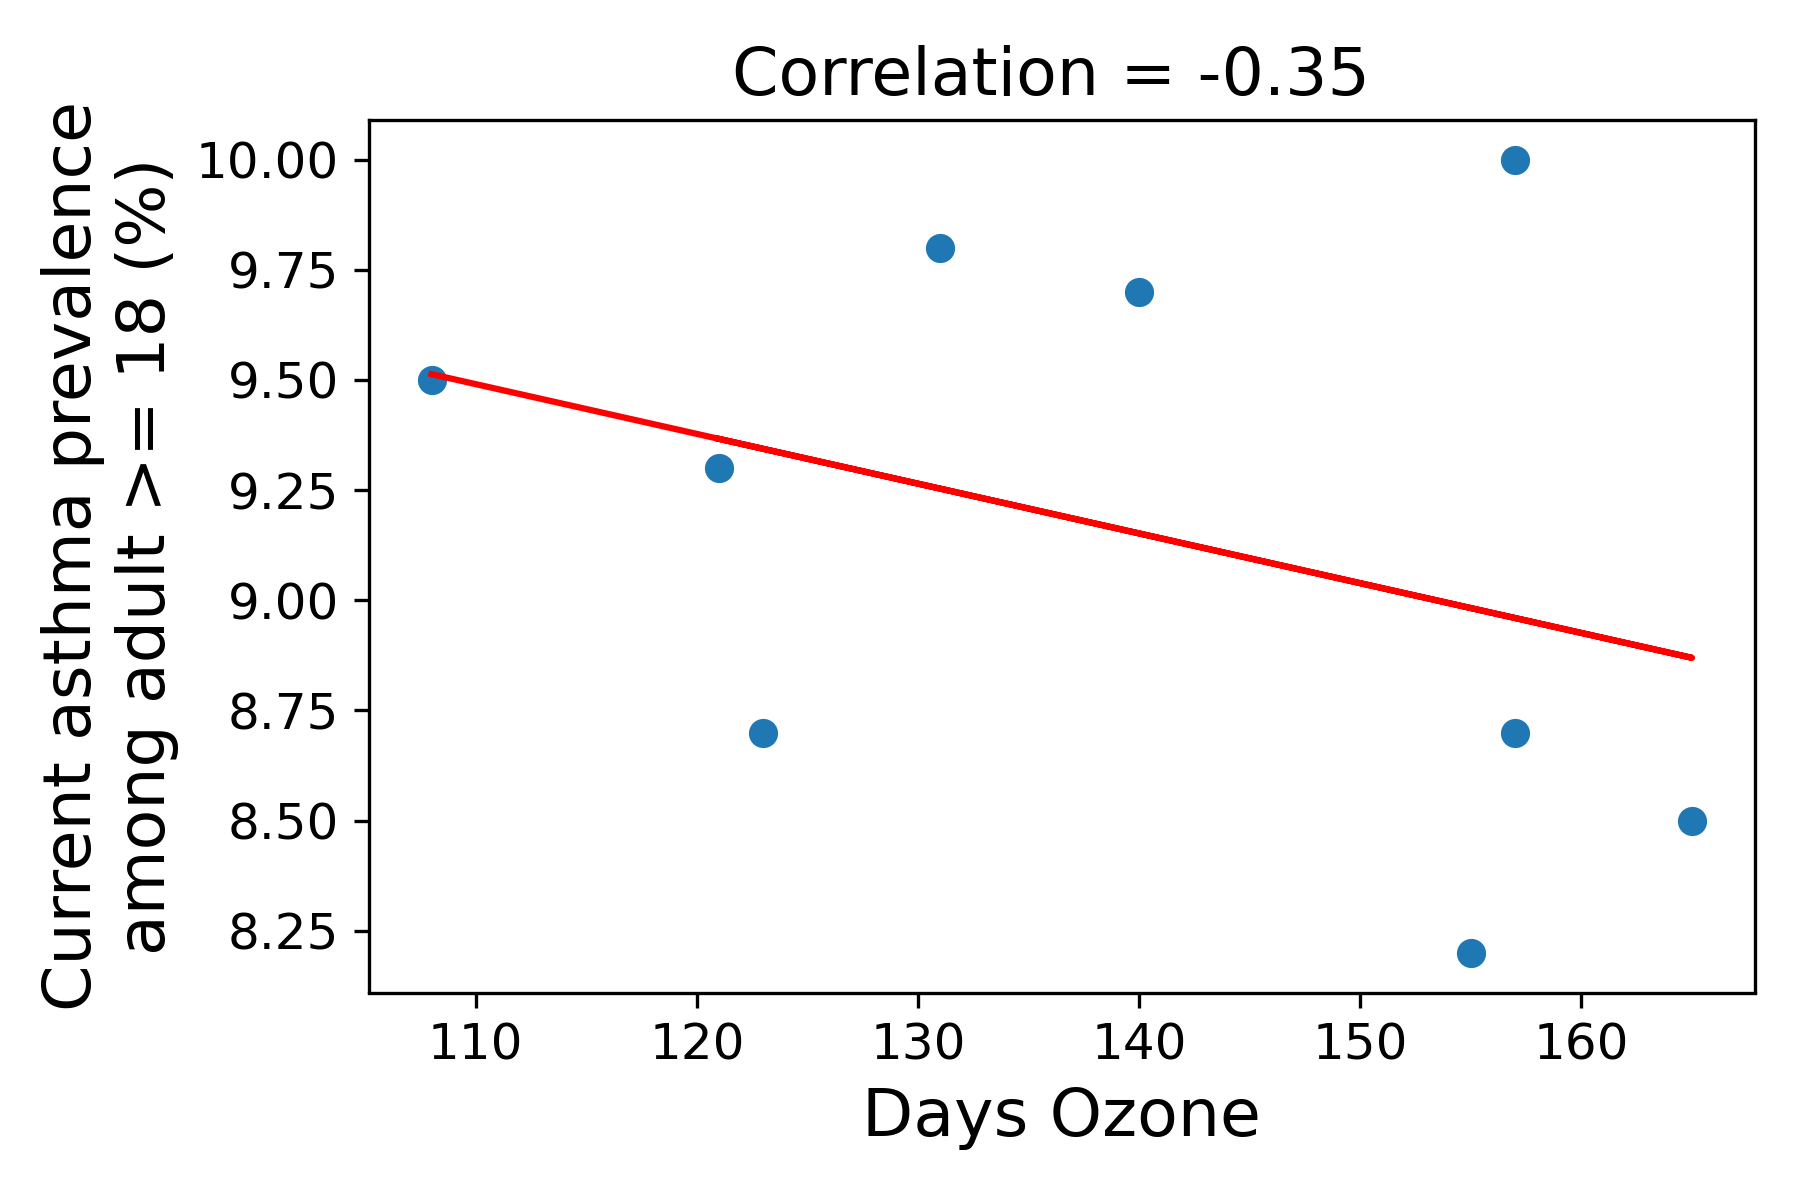 Correlation = -0.35
Current asthma prevalence
among adult >= 18 (%)
10.00
9.75
9.50
9.25
9.00
8.75
8.50
8.25
110 120 130 140 150 160
Days Ozone